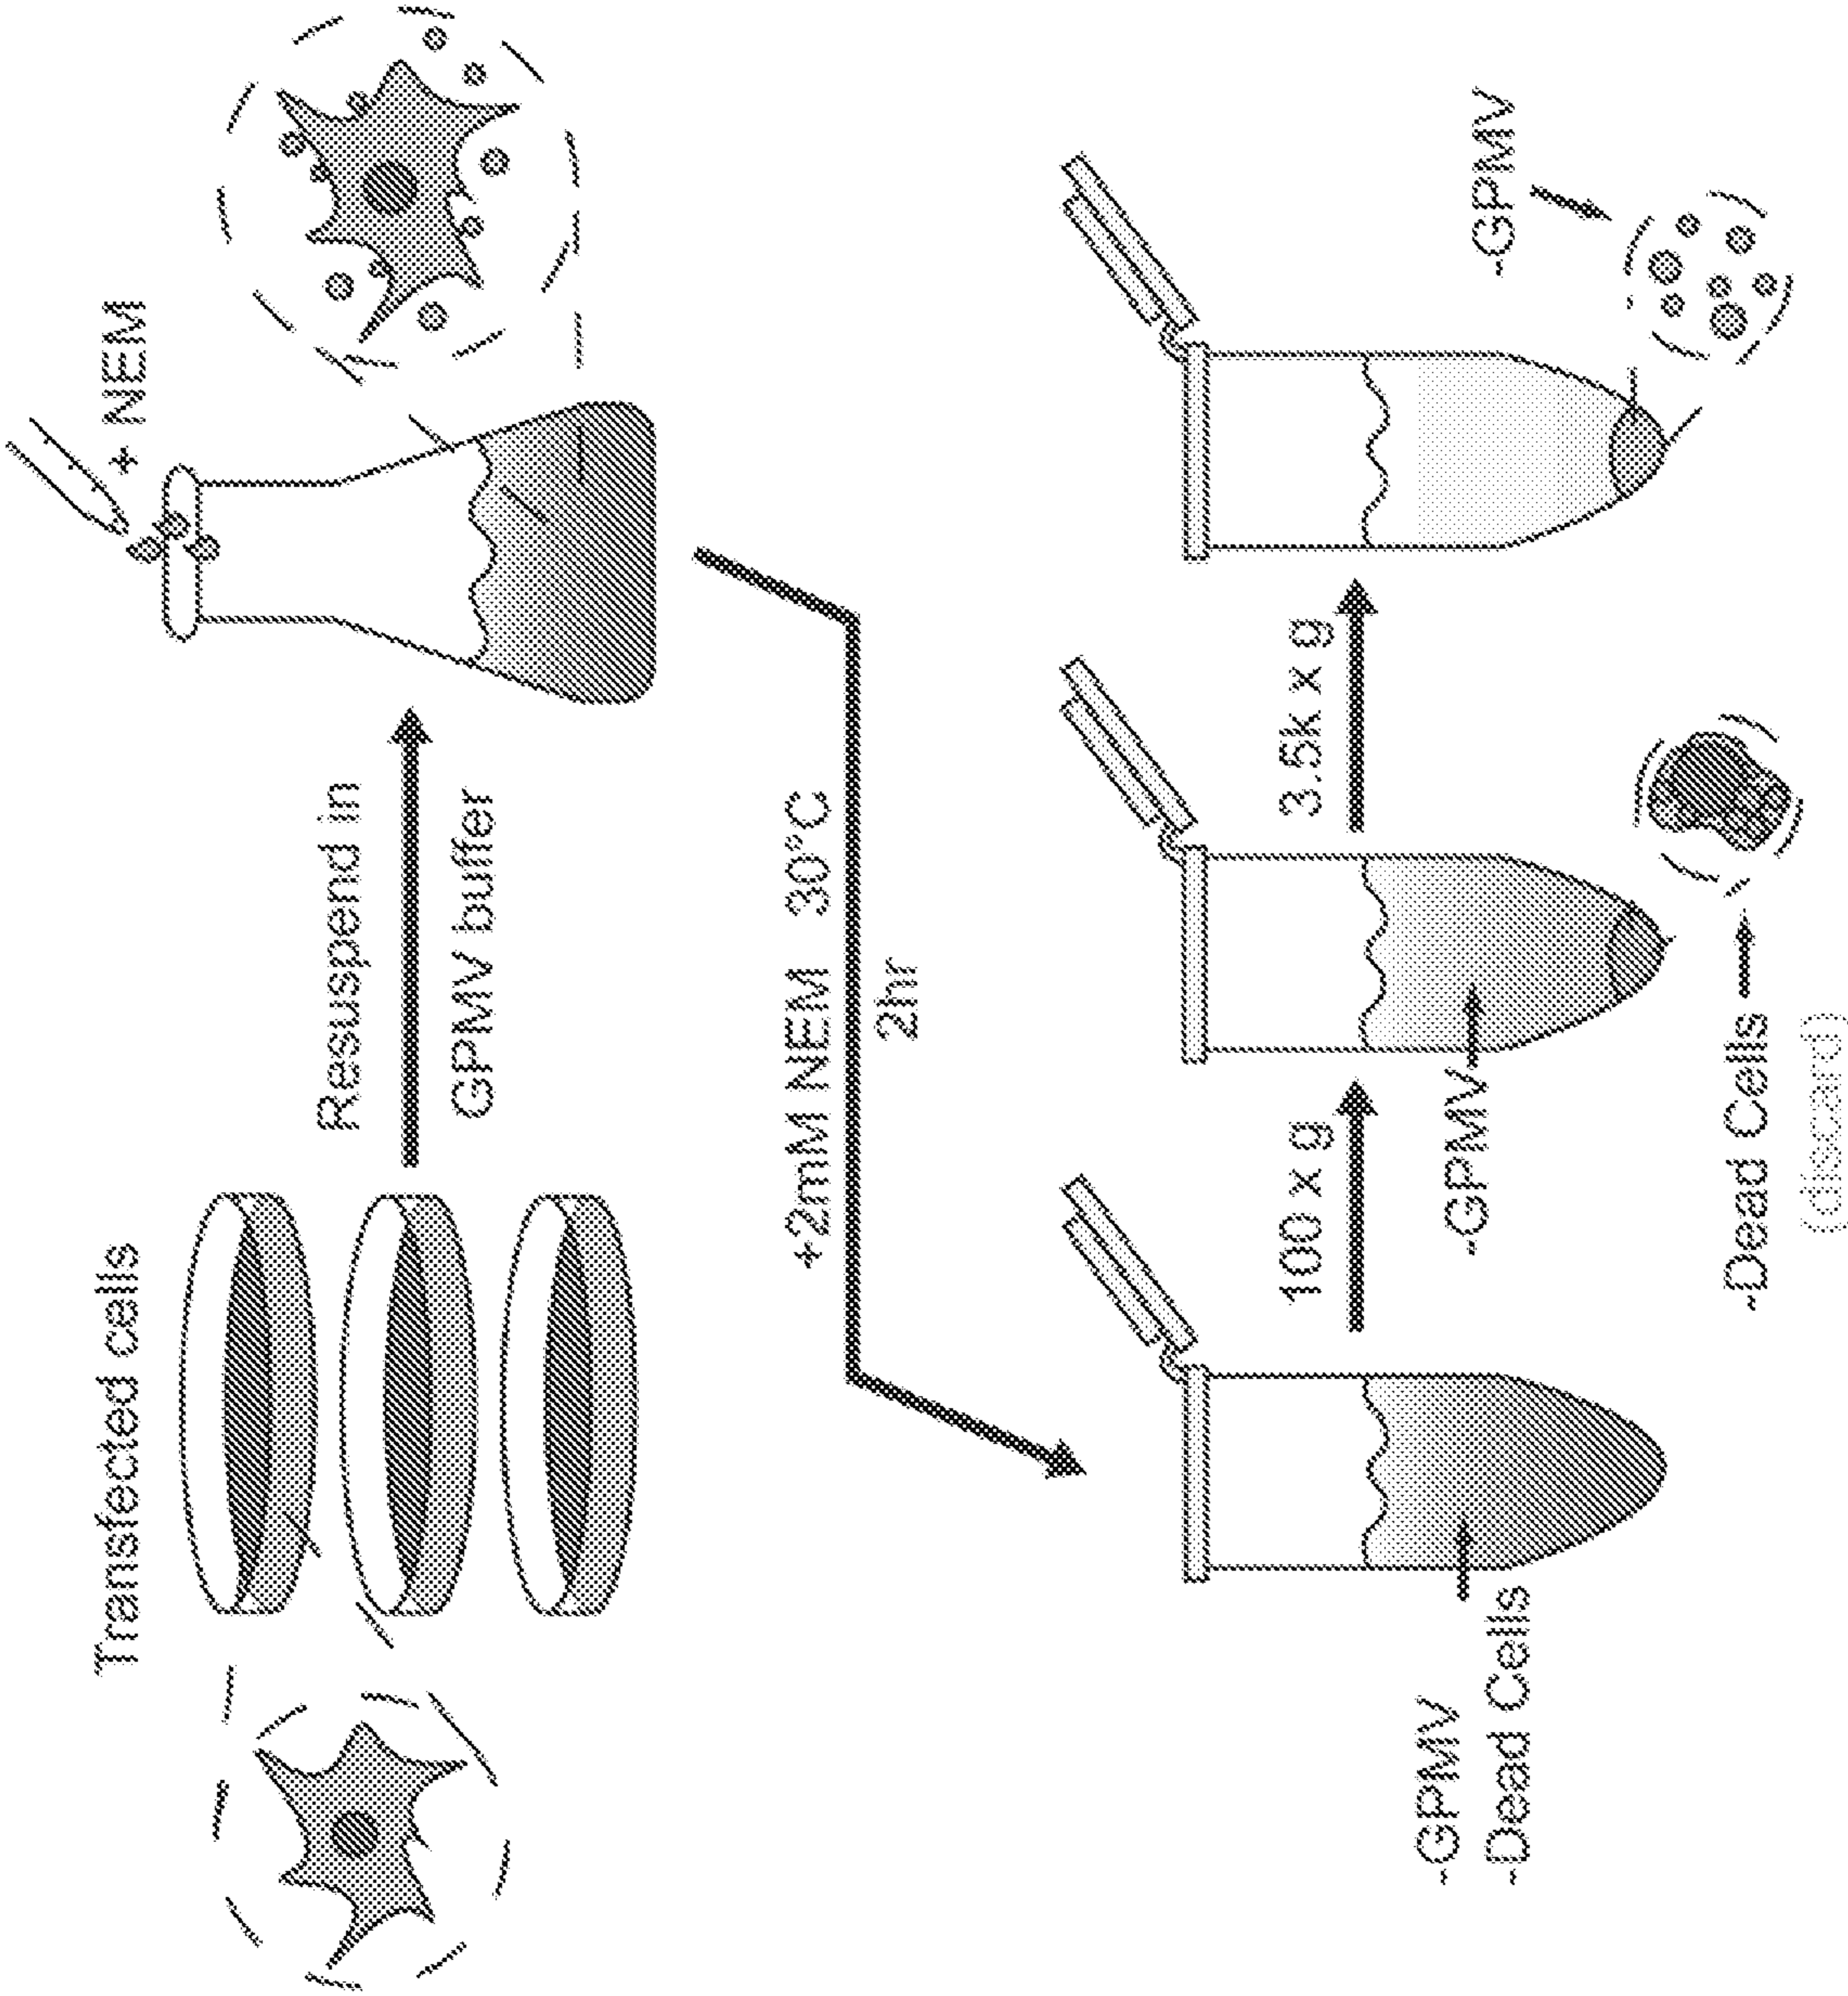 Transfected cells
Resuspend in
GPMV buffer
+ NEM
+2mM NEM 30°C
2hr
-GPMV
-Dead Cells
100 x g
-GPMV
-Dead Cells
(discard)
3.5k x g
-GPMV